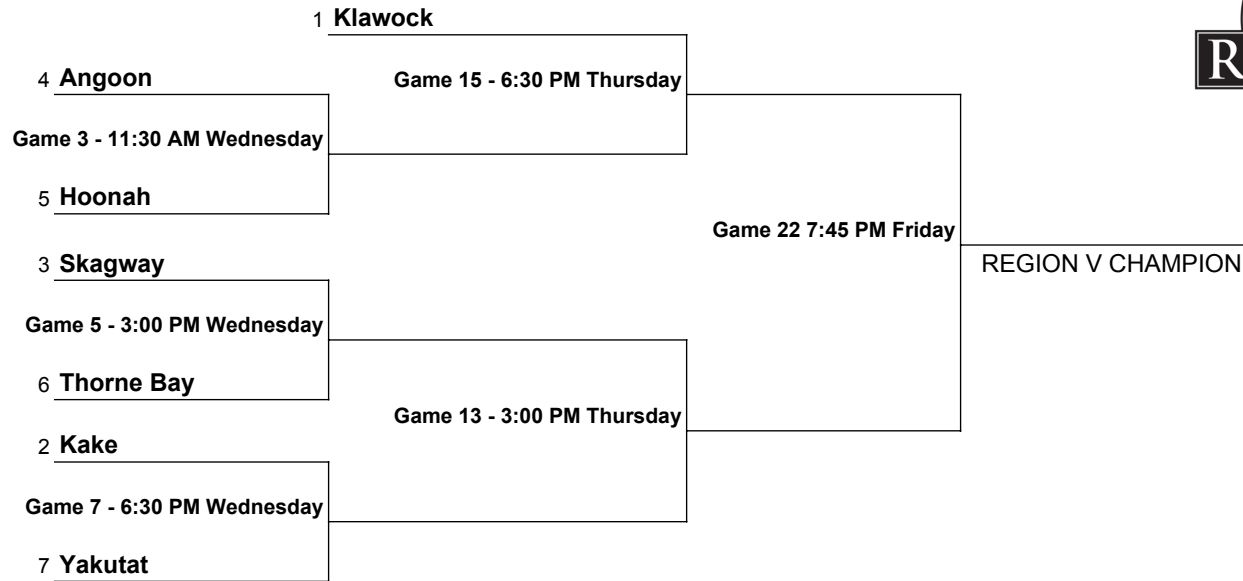 1 Klawock
4 Angoon
Game 15 - 6:30 PM Thursday
R
Game 3 - 11:30 AM Wednesday
5 Hoonah
Game 22 7:45 PM Friday
3 Skagway
REGION V CHAMPION
Game 5 - 3:00 PM Wednesday
6 Thorne Bay
Game 13 - 3:00 PM Thursday
2 Kake
Game 7 - 6:30 PM Wednesday
7 Yakutat